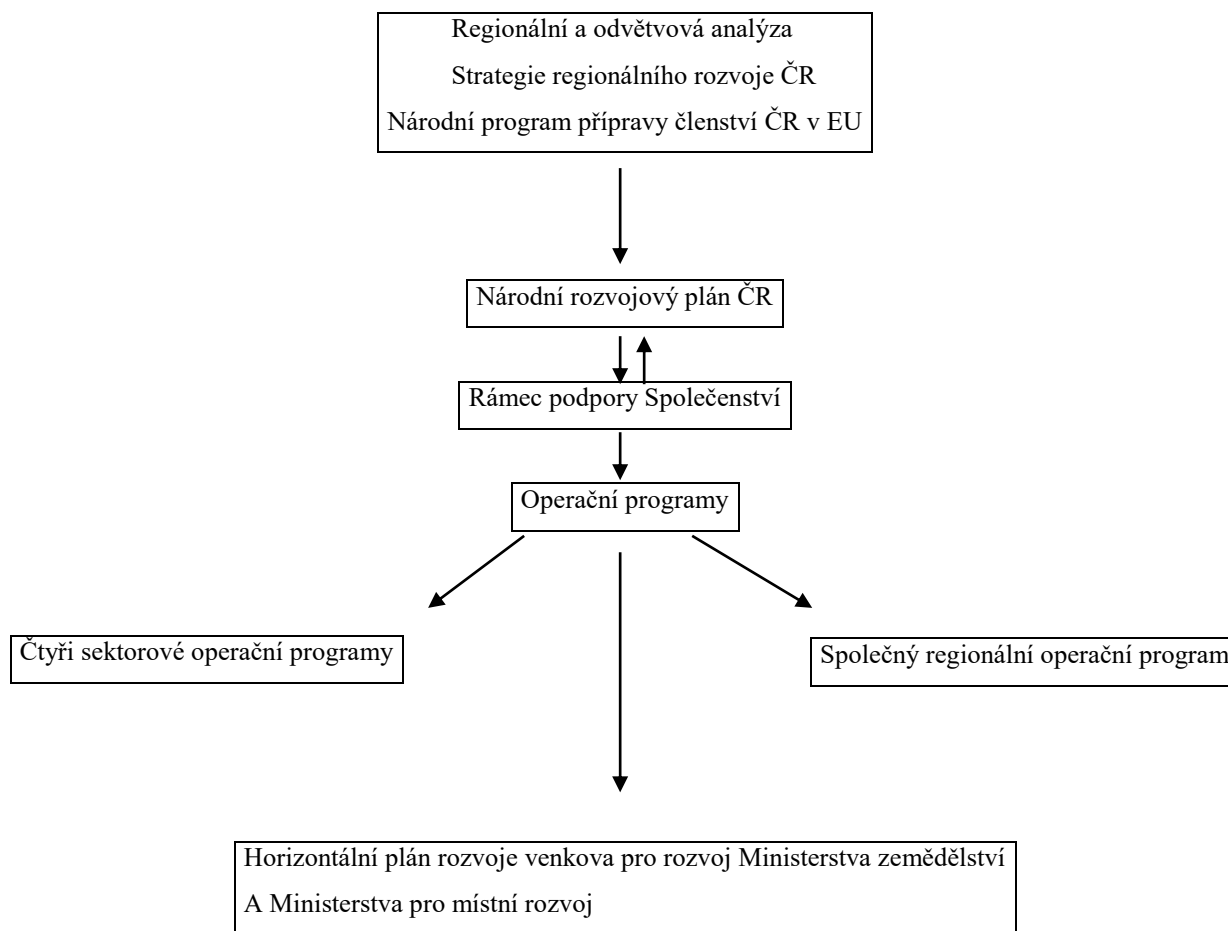 Regionální a odvětvová analýza
Strategie regionálního rozvoje ČR
Národní program přípravy členství ČR v EU
Národní rozvojový plán ČR
Rámec podpory Společenství
Operační programy
Čtyři sektorové operační programy
Společný regionální operační program
Horizontální plán rozvoje venkova pro rozvoj Ministerstva zemědělství
A Ministerstva pro místní rozvoj